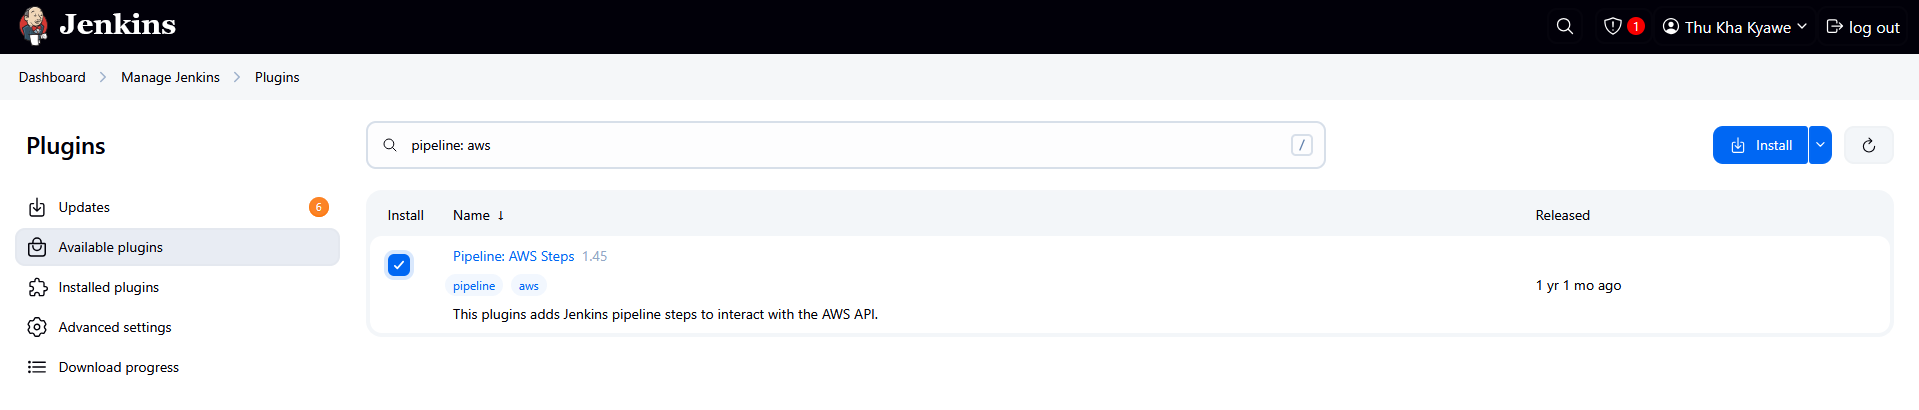 Jenkins
1
Thu Kha Kyawe
log out
Dashboard
Manage Jenkins
Plugins
Plugins
pipeline: aws
/
Install
Updates
6
Available plugins
Installed plugins
Advanced settings
Download progress
Install Name ↓ Released
Pipeline: AWS Steps 1.45
pipeline aws
This plugins adds Jenkins pipeline steps to interact with the AWS API.
1 yr 1 mo ago